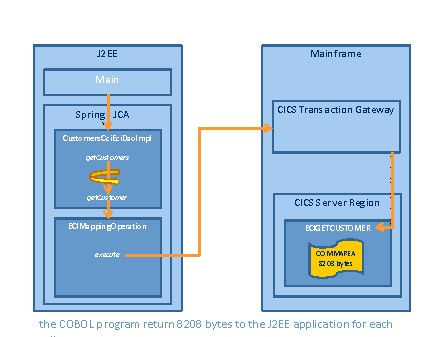 J2EE
Mainframe
Main
Spring JCA
CICS Transaction Gateway
CustomersCciEciDaoImpl
getCustomers
getCustomer
CICS Server Region
ECIMappingOperation
ECIGETCUSTOMER
execute
COMMAREA
8208 bytes
the COBOL program return 8208 bytes to the J2EE application for each